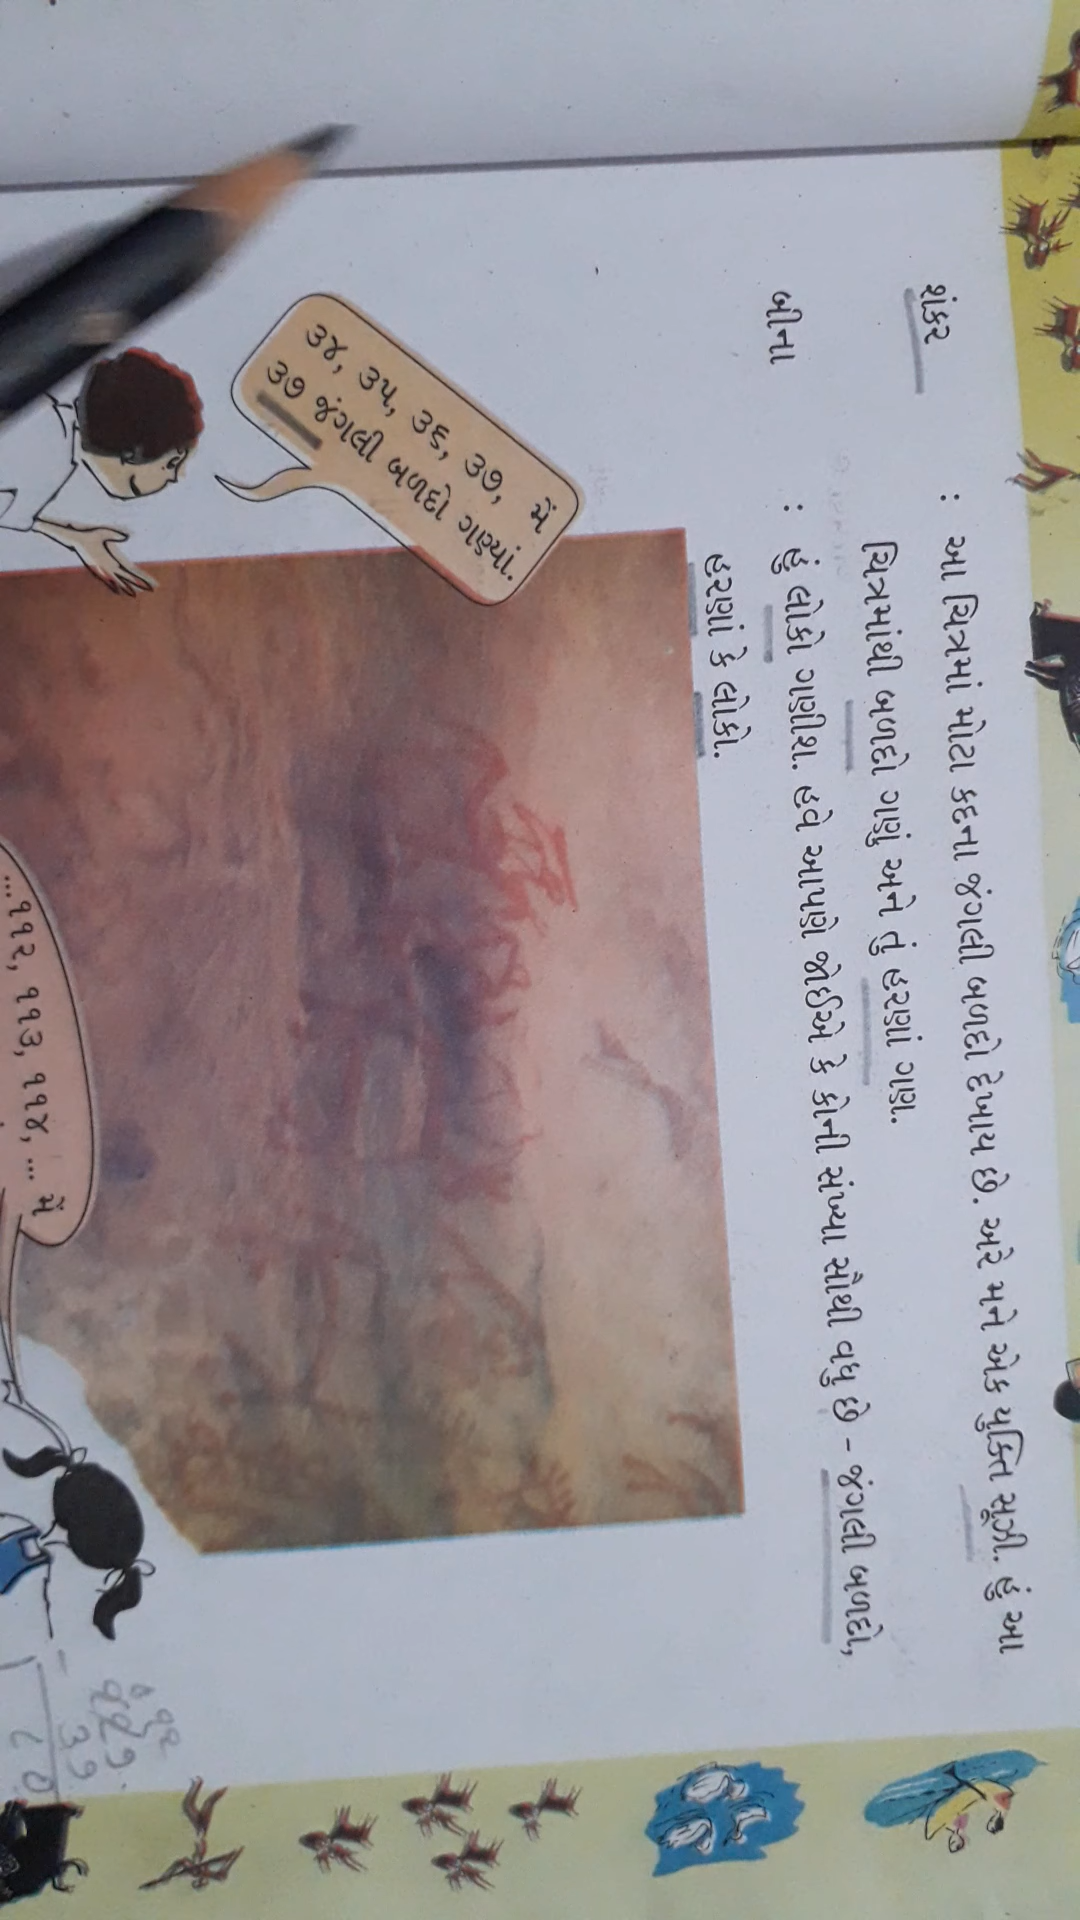 શંકર : આ ચિત્રમાં મોટા કદના જંગલી બળદો દેખાય છે. અરે મને એક યુક્તિ સૂઝી. હું આ
ચિત્રમાંથી બળદો ગણું અને તું હરણાં ગણ.
બીના : હું લોકો ગણીશ. હવે આપણે જોઈએ કે કોની સંખ્યા સૌથી વધુ છે - જંગલી બળદો,
હરણાં કે લોકો.
૩૪, ૩૫, ૩૬, ૩૭, મેં
૩૭ જંગલી બળદો ગણ્યા.
...૧૧૨, ૧૧૩, ૧૧૪, ... મેં